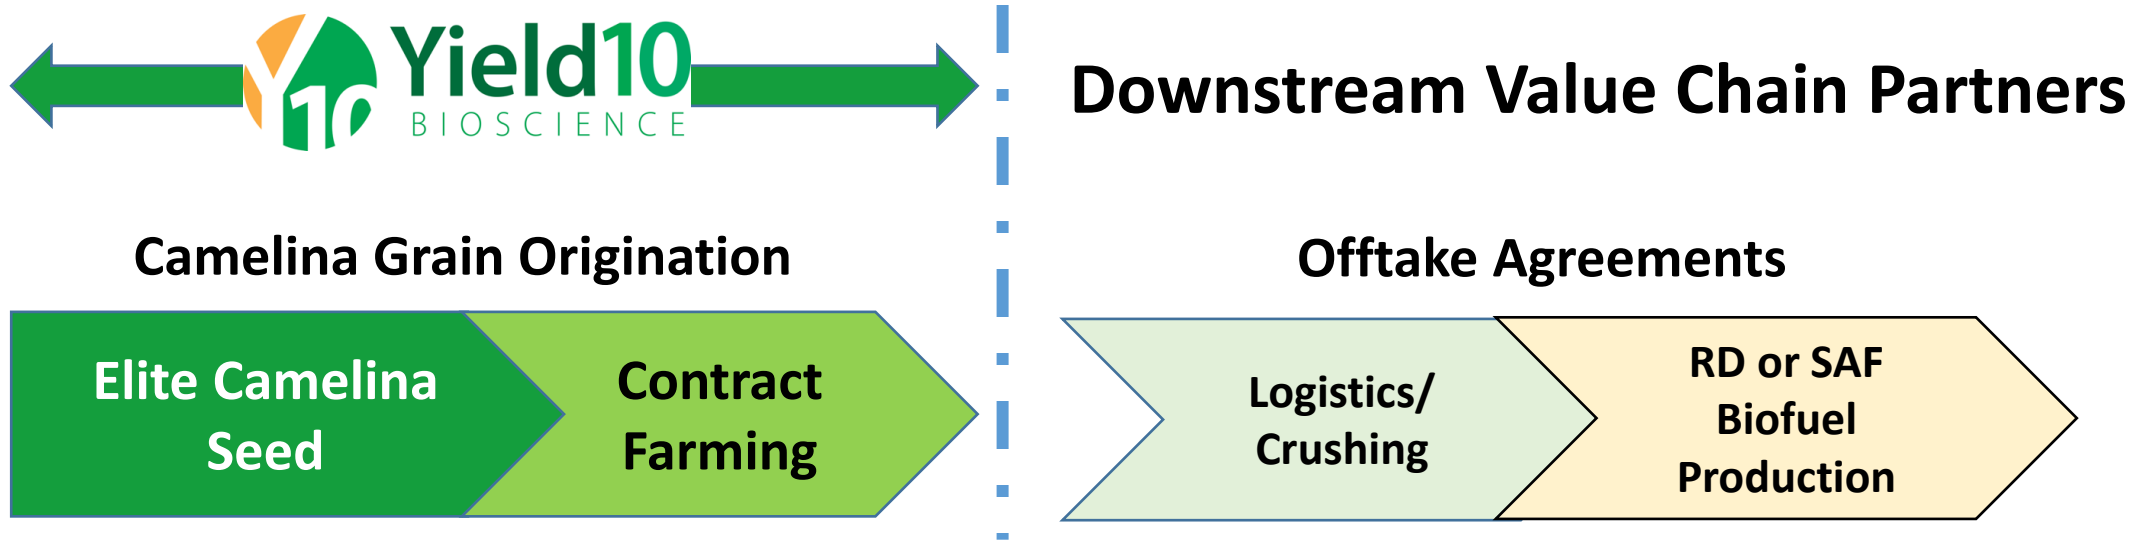 Y10 Yield10
BIOSCIENCE
Downstream Value Chain Partners
Camelina Grain Origination
Offtake Agreements
Elite Camelina
Seed
Contract
Farming
Logistics/
Crushing
RD or SAF
Biofuel
Production